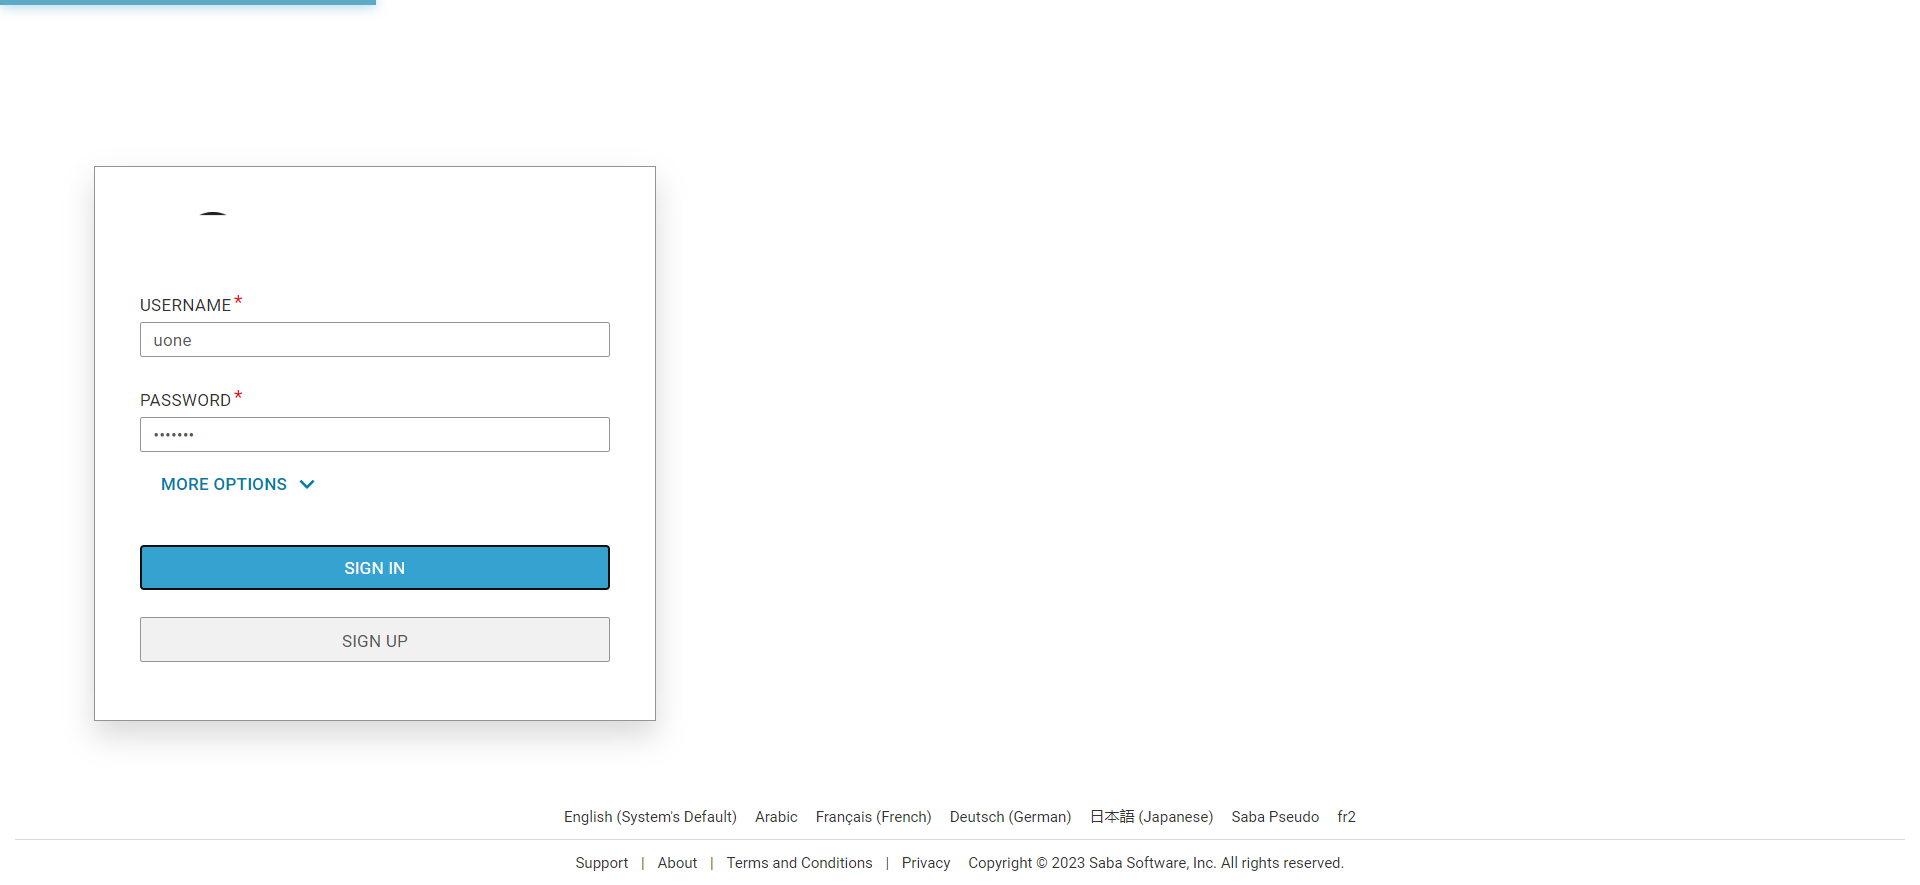 USERNAME*
uone
PASSWORD*
•••••••
MORE OPTIONS
SIGN IN
SIGN UP
English (System's Default) Arabic Français (French) Deutsch (German) 日本語 (Japanese) Saba Pseudo fr2
Support | About | Terms and Conditions | Privacy Copyright © 2023 Saba Software, Inc. All rights reserved.